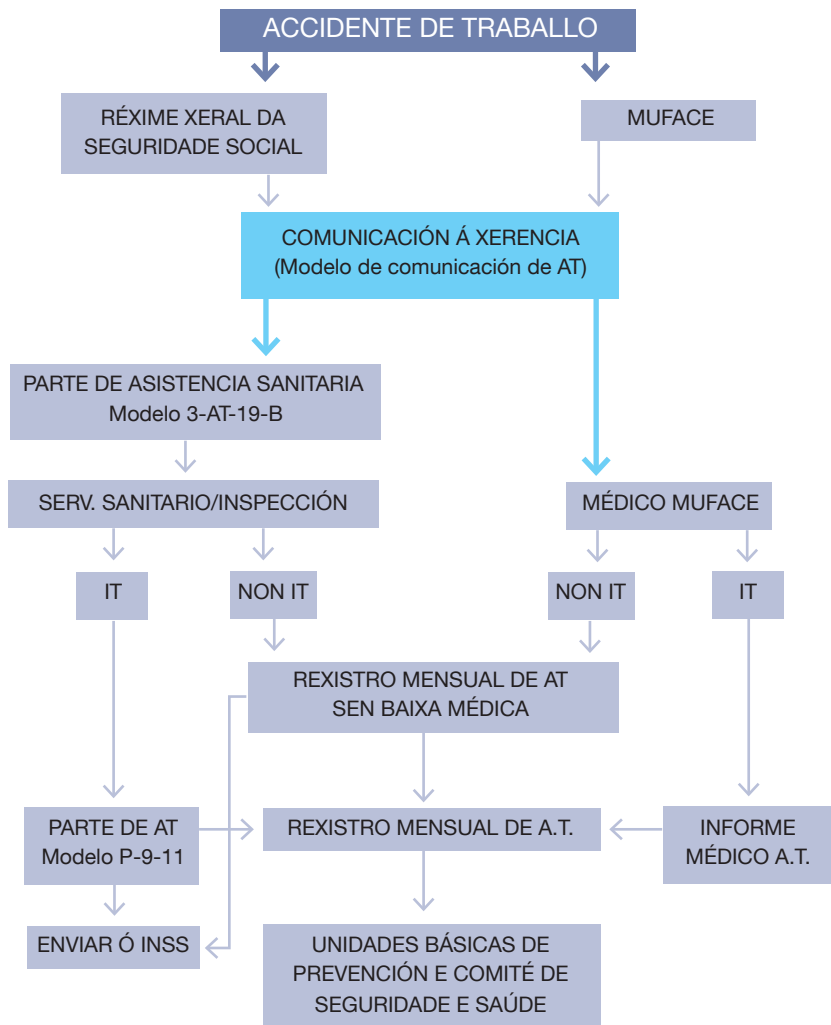 ACCIDENTE DE TRABALLO
RÉXIME XERAL DA
SEGURIDADE SOCIAL
MUFACE
COMUNICACIÓN Á XERENCIA
(Modelo de comunicación de AT)
PARTE DE ASISTENCIA SANITARIA
Modelo 3-AT-19-B
SERV. SANITARIO/INSPECCIÓN
MÉDICO MUFACE
IT
NON IT
NON IT
IT
REXISTRO MENSUAL DE AT
SEN BAIXA MÉDICA
PARTE DE AT
Modelo P-9-11
REXISTRO MENSUAL DE A.T.
INFORME
MÉDICO A.T.
ENVIAR Ó INSS
UNIDADES BÁSICAS DE
PREVENCIÓN E COMITÉ DE
SEGURIDADE E SAÚDE